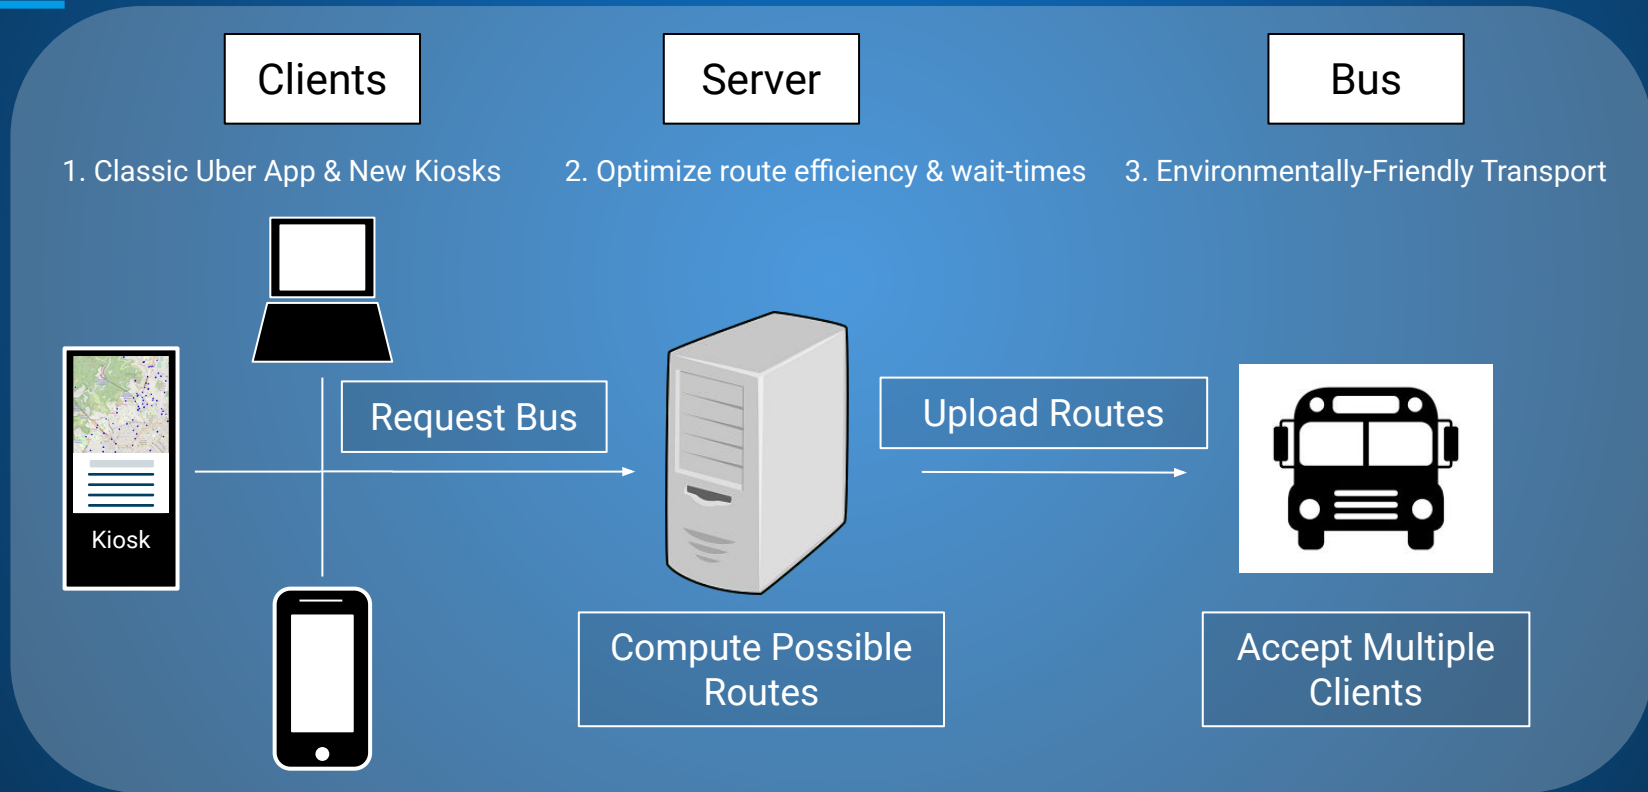 Clients
Server
Bus
1. Classic Uber App & New Kiosks
2. Optimize route efficiency & wait-times
3. Environmentally-Friendly Transport
Request Bus
Upload Routes
Kiosk
Compute Possible
Routes
Accept Multiple
Clients